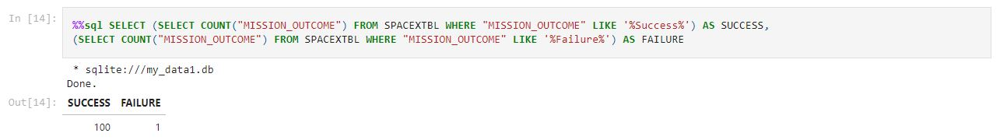 In [14]:
%%sql SELECT (SELECT COUNT("MISSION_OUTCOME") FROM SPACEXTBL WHERE "MISSION_OUTCOME" LIKE '%Success%') AS SUCCESS,
(SELECT COUNT("MISSION_OUTCOME") FROM SPACEXTBL WHERE "MISSION_OUTCOME" LIKE '%Failure%') AS FAILURE
* sqlite:///my_data1.db
Done.
Out[14]: SUCCESS FAILURE
100 1